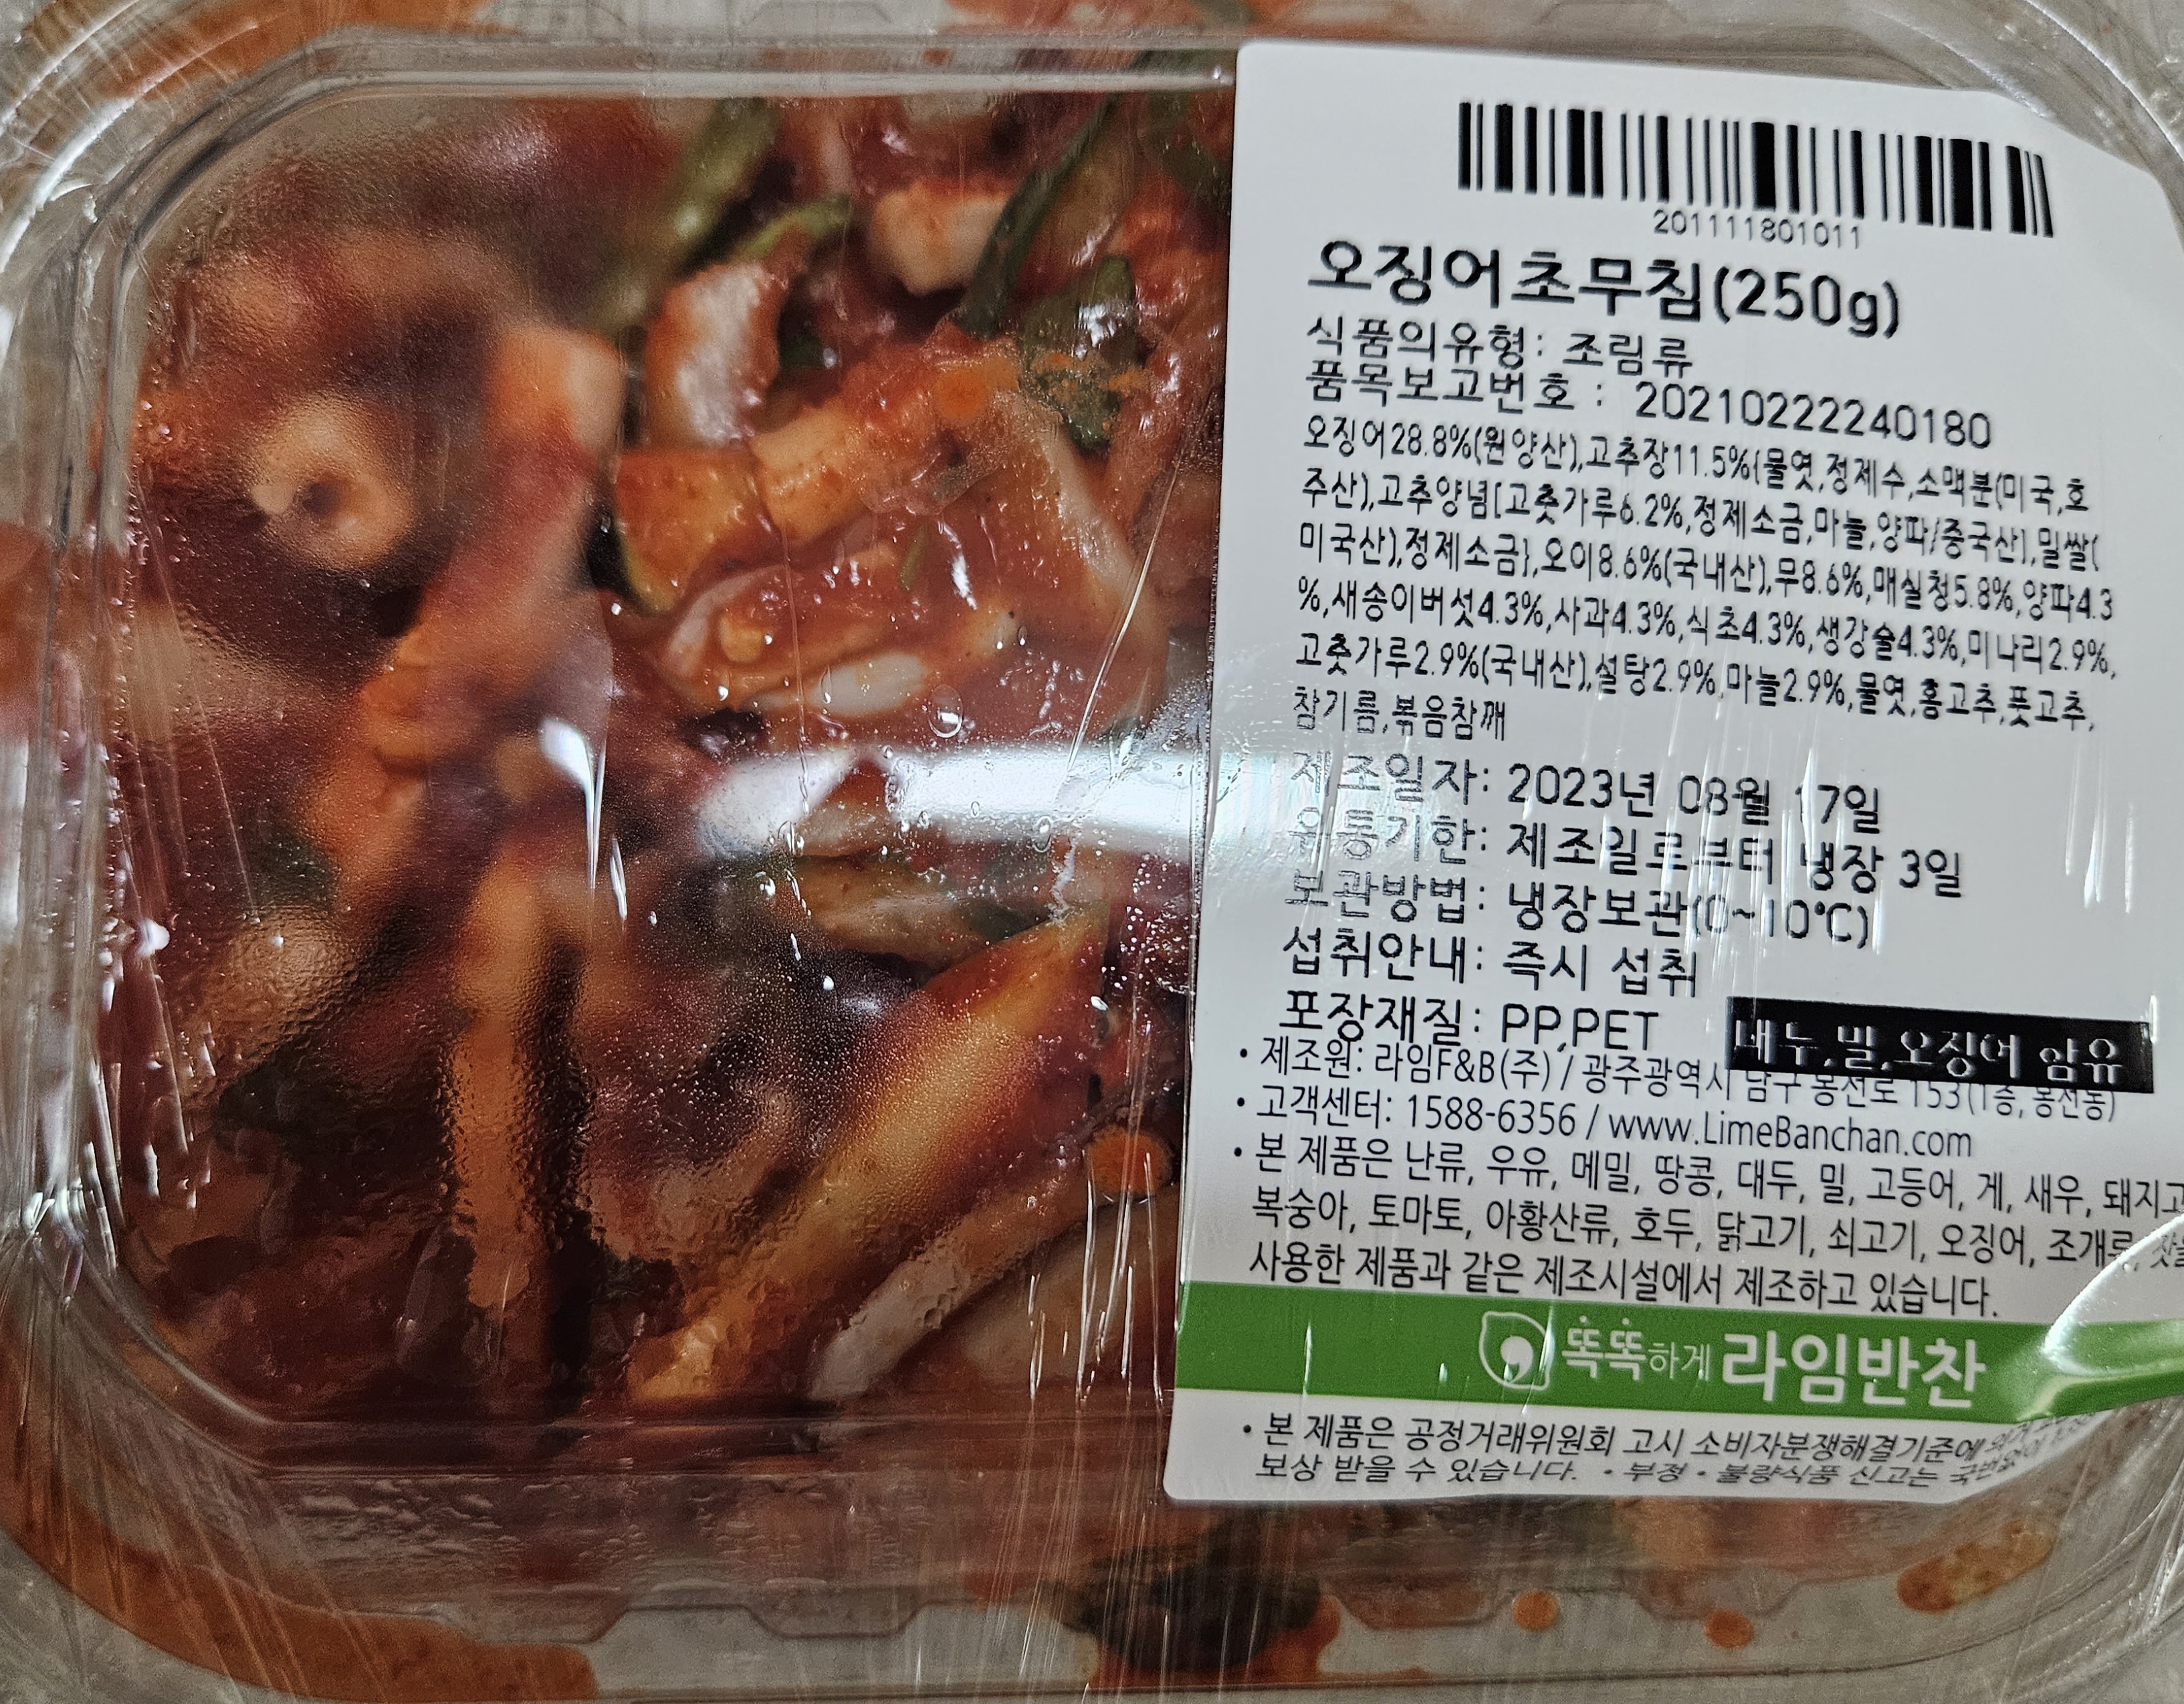 201111801011
오징어초무침(250g)
식품의유형: 조림류
품목보고번호 : 20210222240180
오징어28.8%(원양산),고추장11.5%{물엿,정제수,소맥분(미국,호
주산),고추양념[고춧가루6.2%,정제소금,마늘,양파/중국산],밀쌀(
미국산),정제소금},오이8.6%(국내산),무8.6%,매실청5.8%,양파4.3
%,새송이버섯4.3%,사과4.3%,식초4.3%,생강술4.3%,미나리2.9%,
고춧가루2.9%(국내산),설탕2.9%,마늘2.9%,물엿,홍고추,풋고추,
참기름,볶음참깨
제조일자: 2023년 08월 17일
유통기한: 제조일로부터 냉장 3일
보관방법: 냉장보관(0~10℃)
섭취안내: 즉시 섭취
포장재질: PP,PET
대두,밀,오징어 함유
• 제조원: 라임F&B(주) / 광주광역시 남구 봉선로 153(1층, 봉선동)
• 고객센터: 1588-6356 / www.LimeBanchan.com
• 본 제품은 난류, 우유, 메밀, 땅콩, 대두, 밀, 고등어, 게, 새우, 돼지고
복숭아, 토마토, 아황산류, 호두, 닭고기, 쇠고기, 오징어, 조개류,
사용한 제품과 같은 제조시설에서 제조하고 있습니다.
똑똑하게 라임반찬
• 본 제품은 공정거래위원회 고시 소비자분쟁해결기준에
보상 받을 수 있습니다. • 부정 • 불량식품 신고는 국번없이